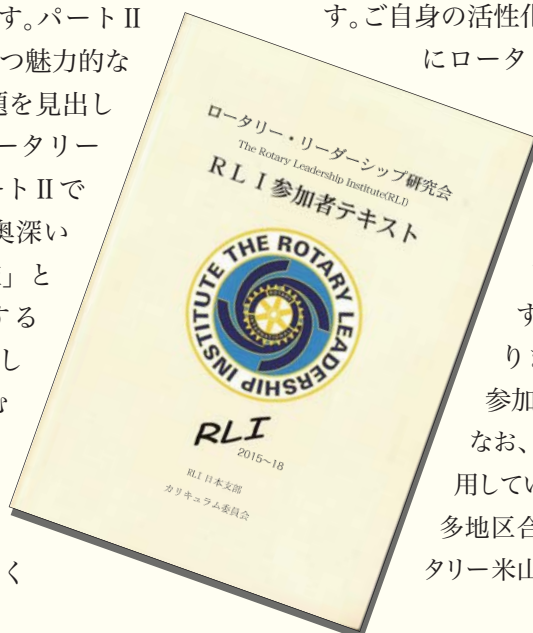 す。パート II
つ魅力的な
題を見出し
ータリー
ートⅡで
奥深い
」と
する
し
く
ロータリー・リーダーシップ研究会
The Rotary Leadership Institute(RLI)
RLI参加者テキスト
THE ROTARY LEADERSHIP INSTITUTE
RLI
2015~18
RLI 日本支部
カリキュラム委員会
す。ご自身の活性化
にロータ
す
りま
参加
なお、
用してい
多地区合
タリー米山